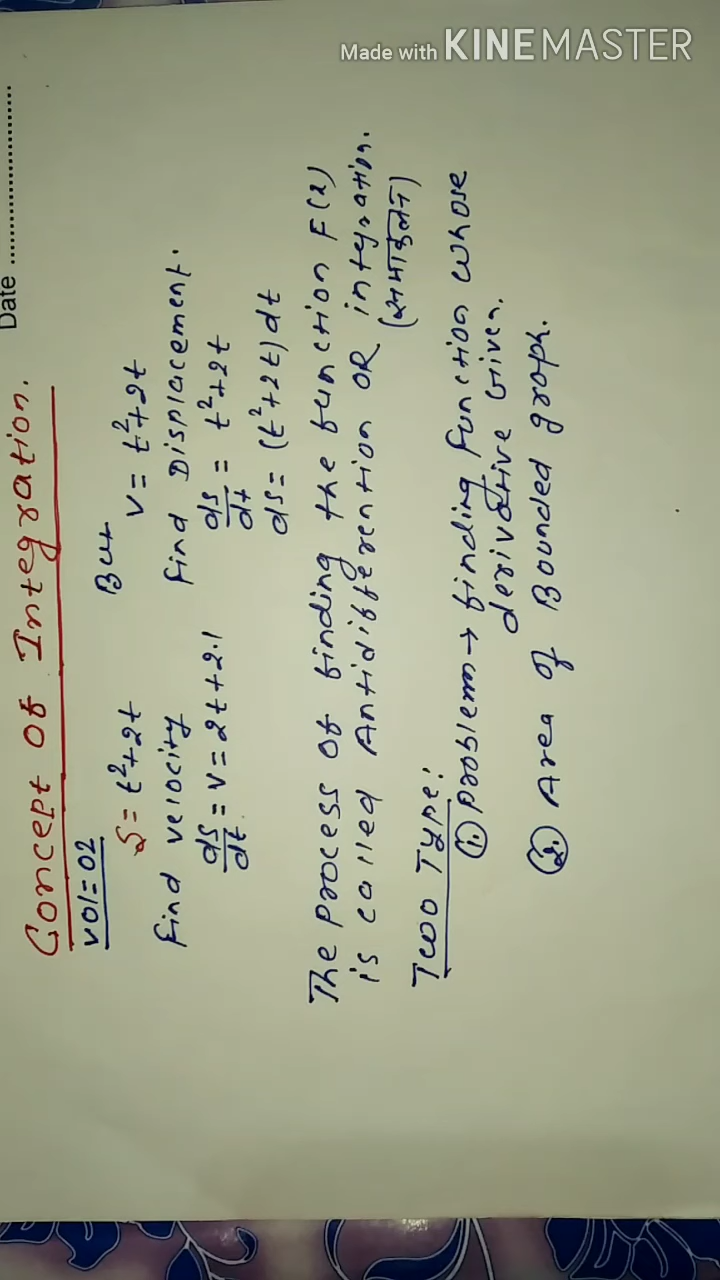 Made with KINEMASTER
Date ....................
Concept of Integration.
Vol=02
S = t²+2t But V = t²+2t
Find velocity Find Displacement.
ds/dt = V = 2t+2.1 ds/dt = t²+2t
ds = (t²+2t)dt
The process of finding the function F(x)
is called Antidifferention OR integration.
(समाकलन)
Two Type:
(1.) Problems → finding function whose
derivative Given.
(2.) Area of Bounded graph.